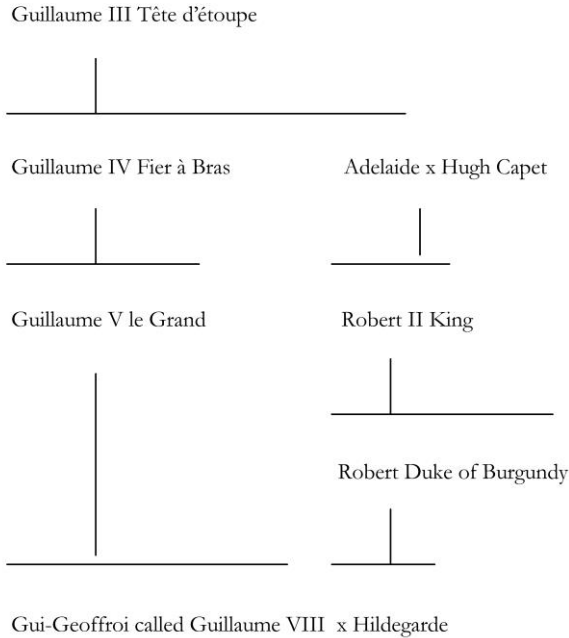 Guillaume III Tête d’étoupe
Guillaume IV Fier à Bras Adelaide x Hugh Capet
Guillaume V le Grand Robert II King
Robert Duke of Burgundy
Gui-Geoffroi called Guillaume VIII x Hildegarde